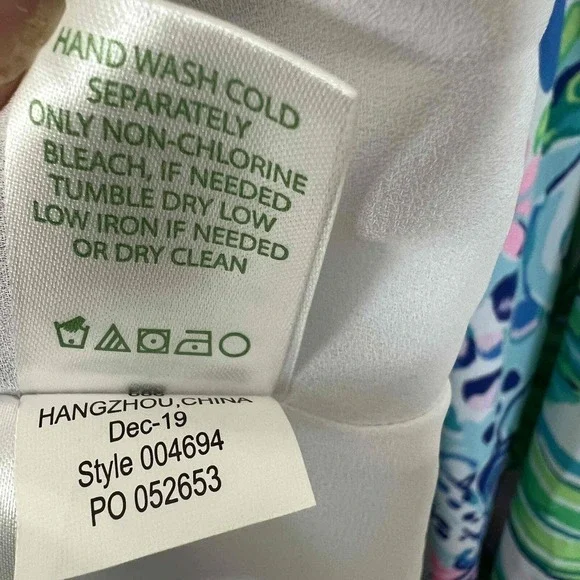 HAND WASH COLD
SEPARATELY
ONLY NON-CHLORINE
BLEACH, IF NEEDED
TUMBLE DRY LOW
LOW IRON IF NEEDED
OR DRY CLEAN
HANGZHOU,CHINA
Dec-19
Style 004694
PO 052653